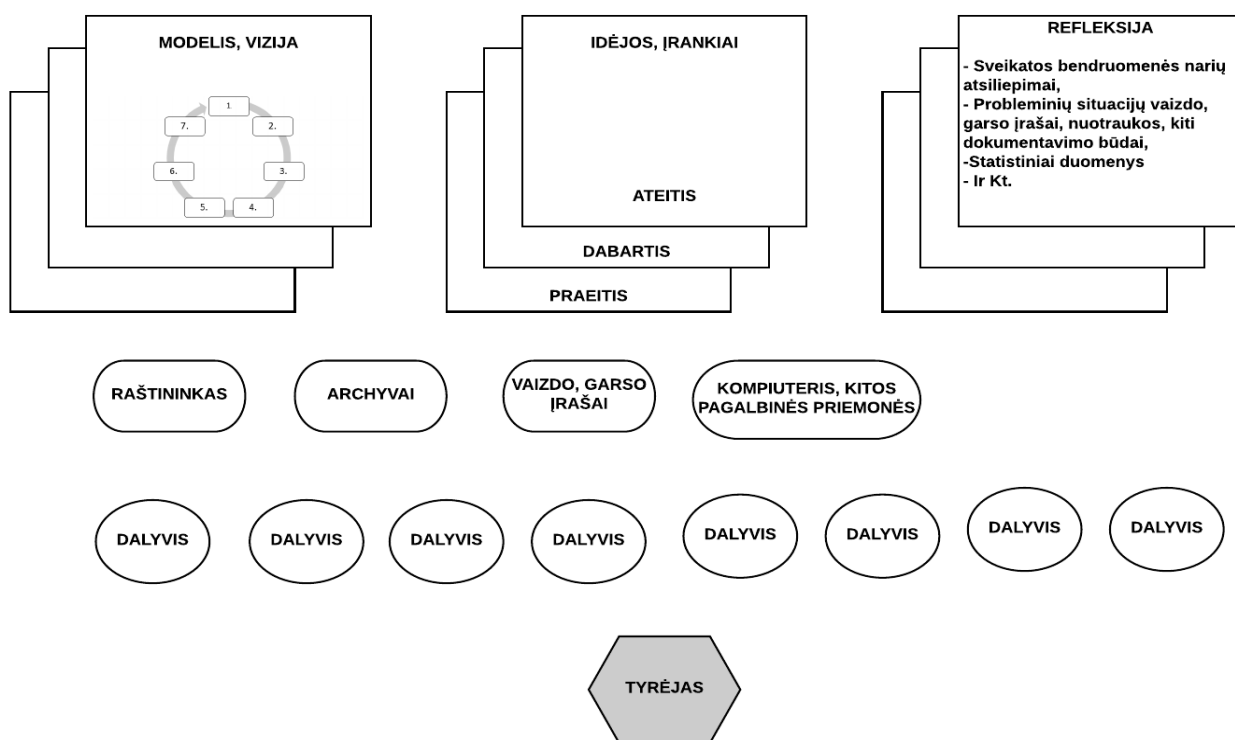 MODELIS, VIZIJA
1
2.
3.
4.
5.
6.
7.
IDĖJOS, ĮRANKIAI
ATEITIS
DABARTIS
PRAEITIS
REFLEKSIJA
- Sveikatos bendruomenės narių
atsiliepimai,
- Probleminių situacijų vaizdo,
garso įrašai, nuotraukos, kiti
dokumentavimo būdai,
-Statistiniai duomenys
- Ir Kt.
RAŠTININKAS
ARCHYVAI
VAIZDO, GARSO
ĮRAŠAI
KOMPIUTERIS, KITOS
PAGALBINĖS PRIEMONĖS
DALYVIS
DALYVIS
DALYVIS
DALYVIS
DALYVIS
DALYVIS
DALYVIS
DALYVIS
TYRĖJAS